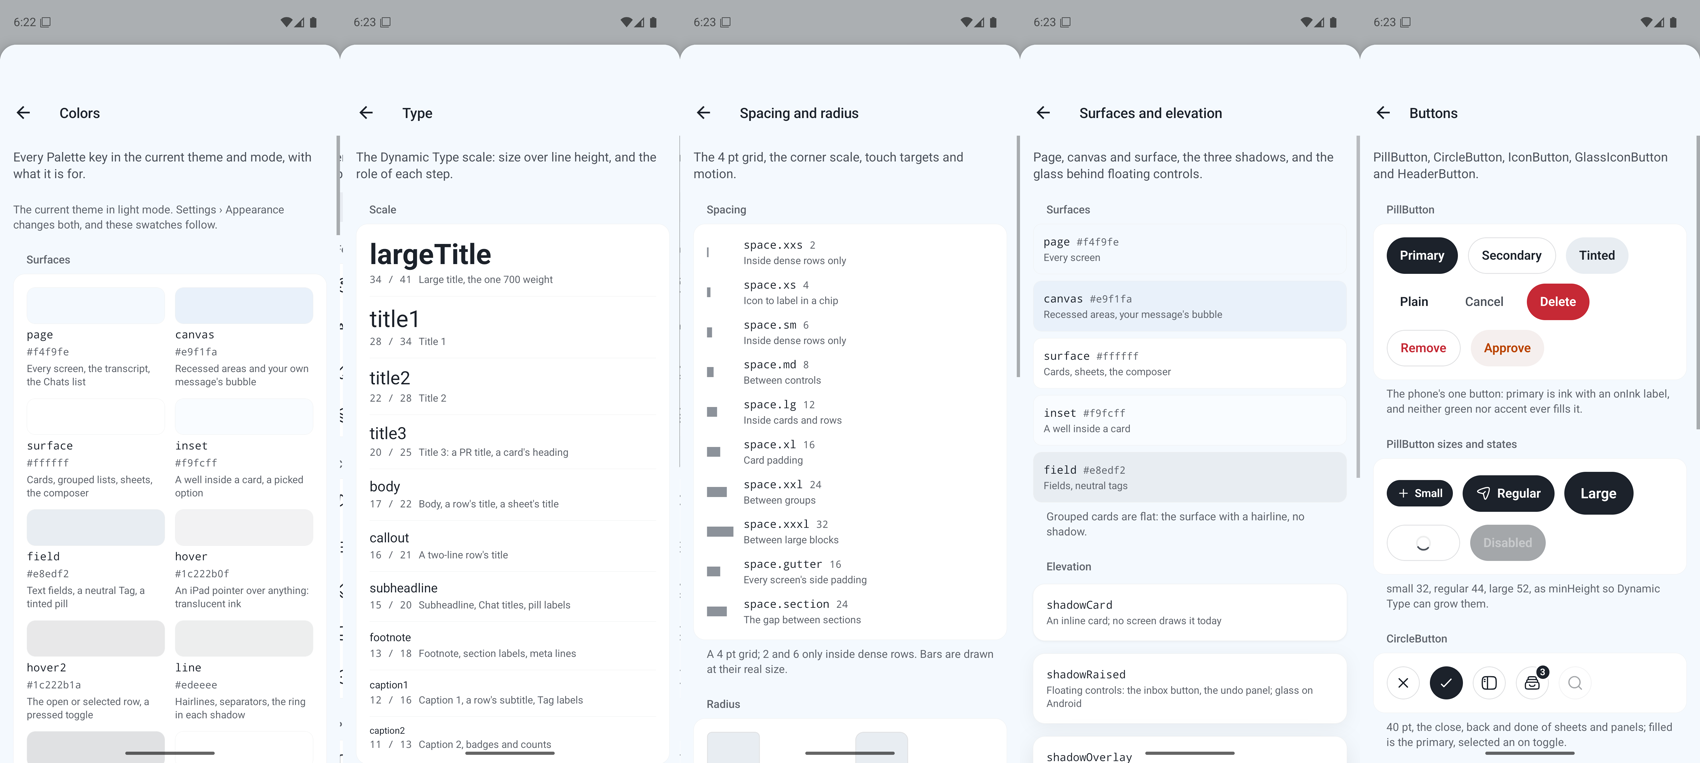 6:22
Colors
Every Palette key in the current theme and mode, with
what it is for.
The current theme in light mode. Settings › Appearance
changes both, and these swatches follow.
Surfaces
page
#f4f9fe
Every screen, the transcript,
the Chats list
canvas
#e9f1fa
Recessed areas and your own
message's bubble
surface
#ffffff
Cards, grouped lists, sheets,
the composer
inset
#f9fcff
A well inside a card, a picked
option
field
#e8edf2
Text fields, a neutral Tag, a
tinted pill
hover
#1c222b0f
An iPad pointer over anything:
translucent ink
hover2
#1c222b1a
The open or selected row, a
pressed toggle
line
#edeeee
Hairlines, separators, the ring
in each shadow
6:23
Type
The Dynamic Type scale: size over line height, and the
role of each step.
Scale
largeTitle
34 / 41 Large title, the one 700 weight
title1
28 / 34 Title 1
title2
22 / 28 Title 2
title3
20 / 25 Title 3: a PR title, a card's heading
body
17 / 22 Body, a row's title, a sheet's title
callout
16 / 21 A two-line row's title
subheadline
15 / 20 Subheadline, Chat titles, pill labels
footnote
13 / 18 Footnote, section labels, meta lines
caption1
12 / 16 Caption 1, a row's subtitle, Tag labels
caption2
11 / 13 Caption 2, badges and counts
6:23
Spacing and radius
The 4 pt grid, the corner scale, touch targets and
motion.
Spacing
space.xxs 2
Inside dense rows only
space.xs 4
Icon to label in a chip
space.sm 6
Inside dense rows only
space.md 8
Between controls
space.lg 12
Inside cards and rows
space.xl 16
Card padding
space.xxl 24
Between groups
space.xxxl 32
Between large blocks
space.gutter 16
Every screen's side padding
space.section 24
The gap between sections
A 4 pt grid; 2 and 6 only inside dense rows. Bars are drawn
at their real size.
Radius
6:23
Surfaces and elevation
Page, canvas and surface, the three shadows, and the
glass behind floating controls.
Surfaces
page #f4f9fe
Every screen
canvas #e9f1fa
Recessed areas, your message's bubble
surface #ffffff
Cards, sheets, the composer
inset #f9fcff
A well inside a card
field #e8edf2
Fields, neutral tags
Grouped cards are flat: the surface with a hairline, no
shadow.
Elevation
shadowCard
An inline card; no screen draws it today
shadowRaised
Floating controls: the inbox button, the undo panel; glass on
Android
shadowOverlay
6:23
Buttons
PillButton, CircleButton, IconButton, GlassIconButton
and HeaderButton.
PillButton
Primary
Secondary
Tinted
Plain
Cancel
Delete
Remove
Approve
The phone's one button: primary is ink with an onInk label,
and neither green nor accent ever fills it.
PillButton sizes and states
Small
Regular
Large
Disabled
small 32, regular 44, large 52, as minHeight so Dynamic
Type can grow them.
CircleButton
3
40 pt, the close, back and done of sheets and panels; filled
is the primary, selected an on toggle.